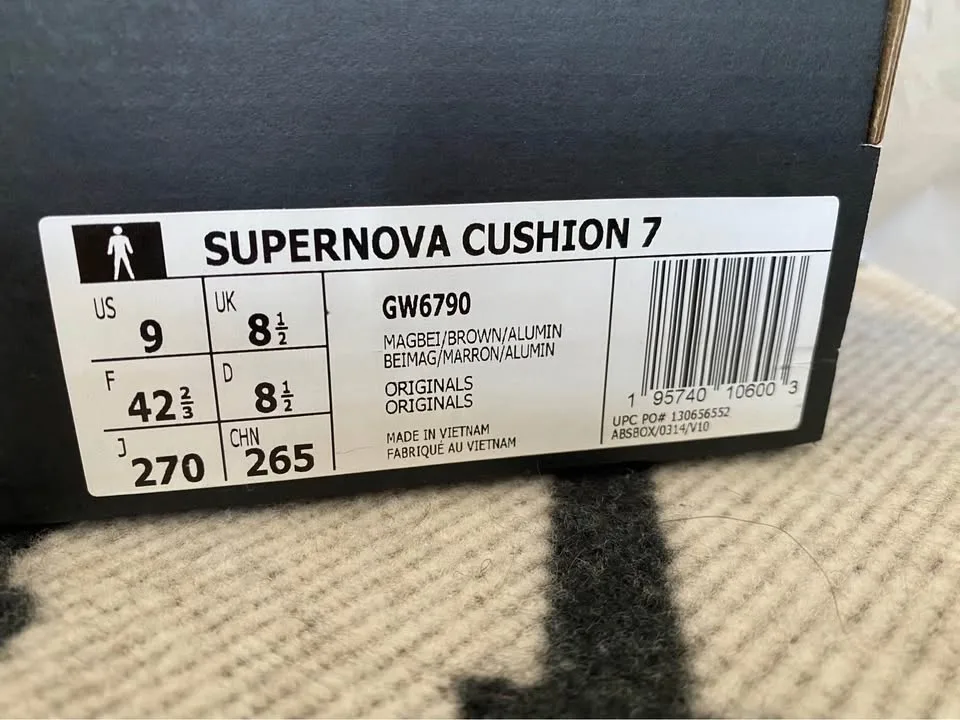 SUPERNOVA CUSHION 7
US 9
UK 8½
F 42⅔
D 8½
J 270
CHN 265
GW6790
MAGBEI/BROWN/ALUMIN
BEIMAG/MARRON/ALUMIN
ORIGINALS
ORIGINALS
MADE IN VIETNAM
FABRIQUÉ AU VIETNAM
1 95740 10600 3
UPC PO# 130656552
ABSBOX/0314/V10